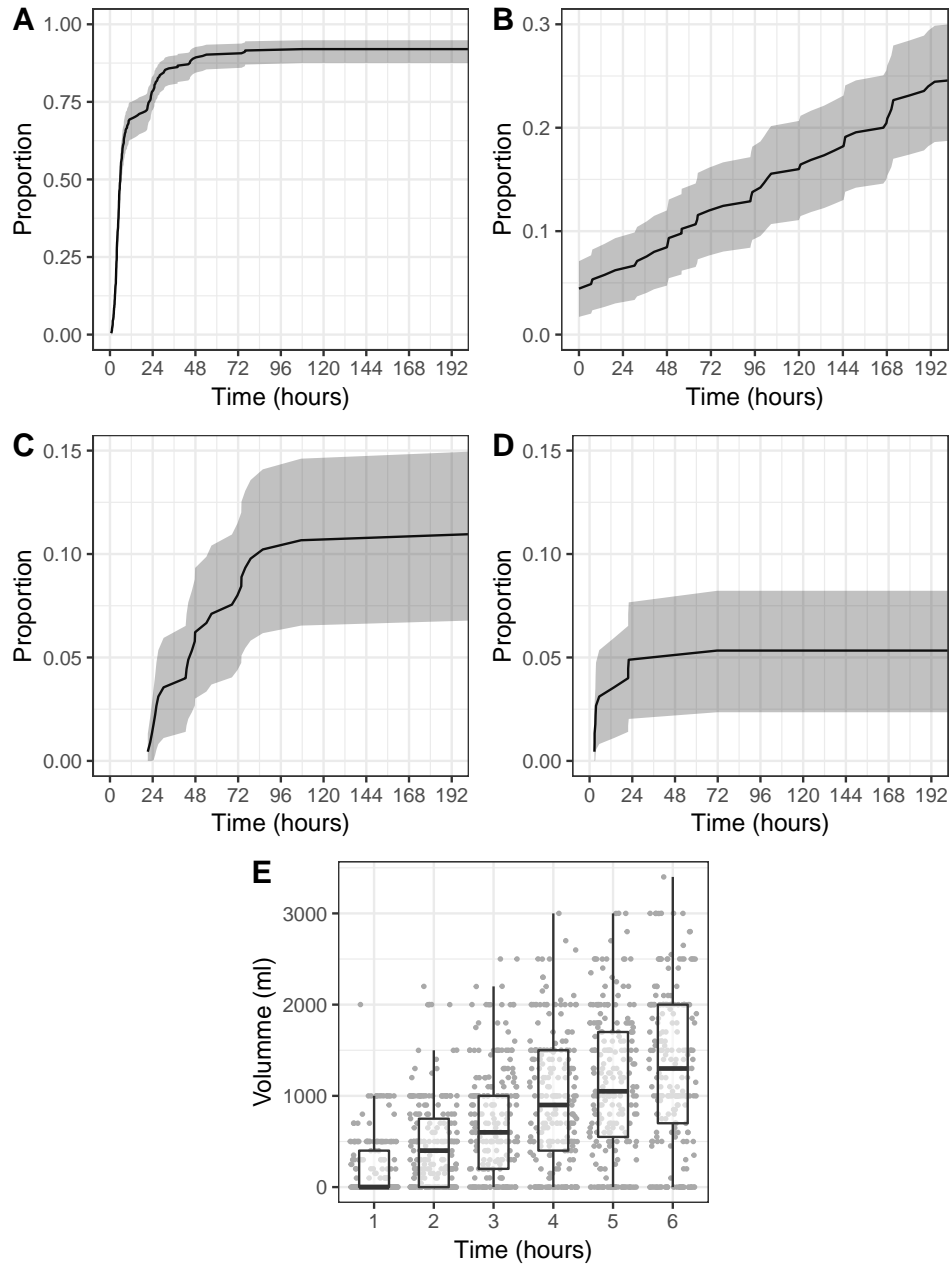 A
1.00
0.75
0.50
0.25
0.00
Proportion
0 24 48 72 96 120 144 168 192
Time (hours)
B
0.3
0.2
0.1
0.0
Proportion
0 24 48 72 96 120 144 168 192
Time (hours)
C
0.15
0.10
0.05
0.00
Proportion
0 24 48 72 96 120 144 168 192
Time (hours)
D
0.15
0.10
0.05
0.00
Proportion
0 24 48 72 96 120 144 168 192
Time (hours)
E
3000
2000
1000
0
Volumme (ml)
1 2 3 4 5 6
Time (hours)